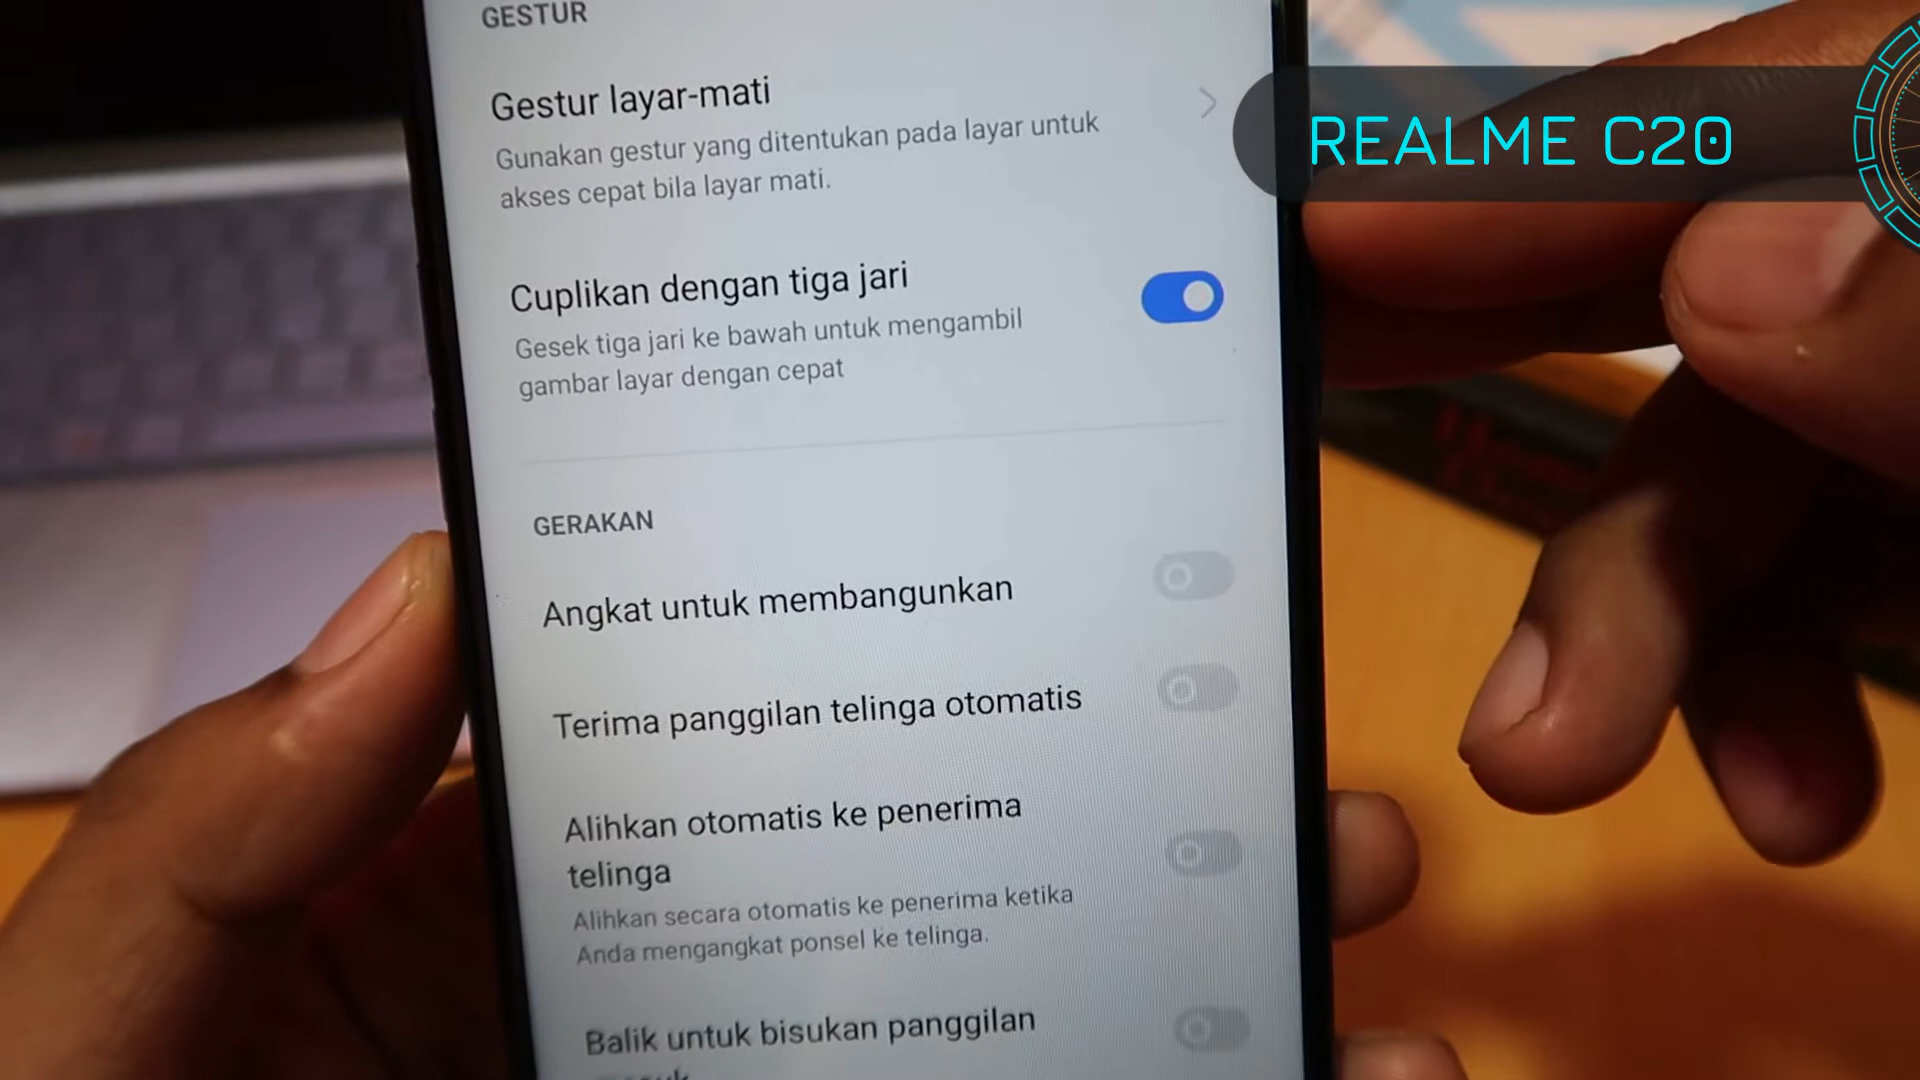 GESTUR
Gestur layar-mati
Gunakan gestur yang ditentukan pada layar untuk
akses cepat bila layar mati.
REALME C20
Cuplikan dengan tiga jari
Gesek tiga jari ke bawah untuk mengambil
gambar layar dengan cepat
GERAKAN
Angkat untuk membangunkan
Terima panggilan telinga otomatis
Alihkan otomatis ke penerima
telinga
Alihkan secara otomatis ke penerima ketika
Anda mengangkat ponsel ke telinga.
Balik untuk bisukan panggilan